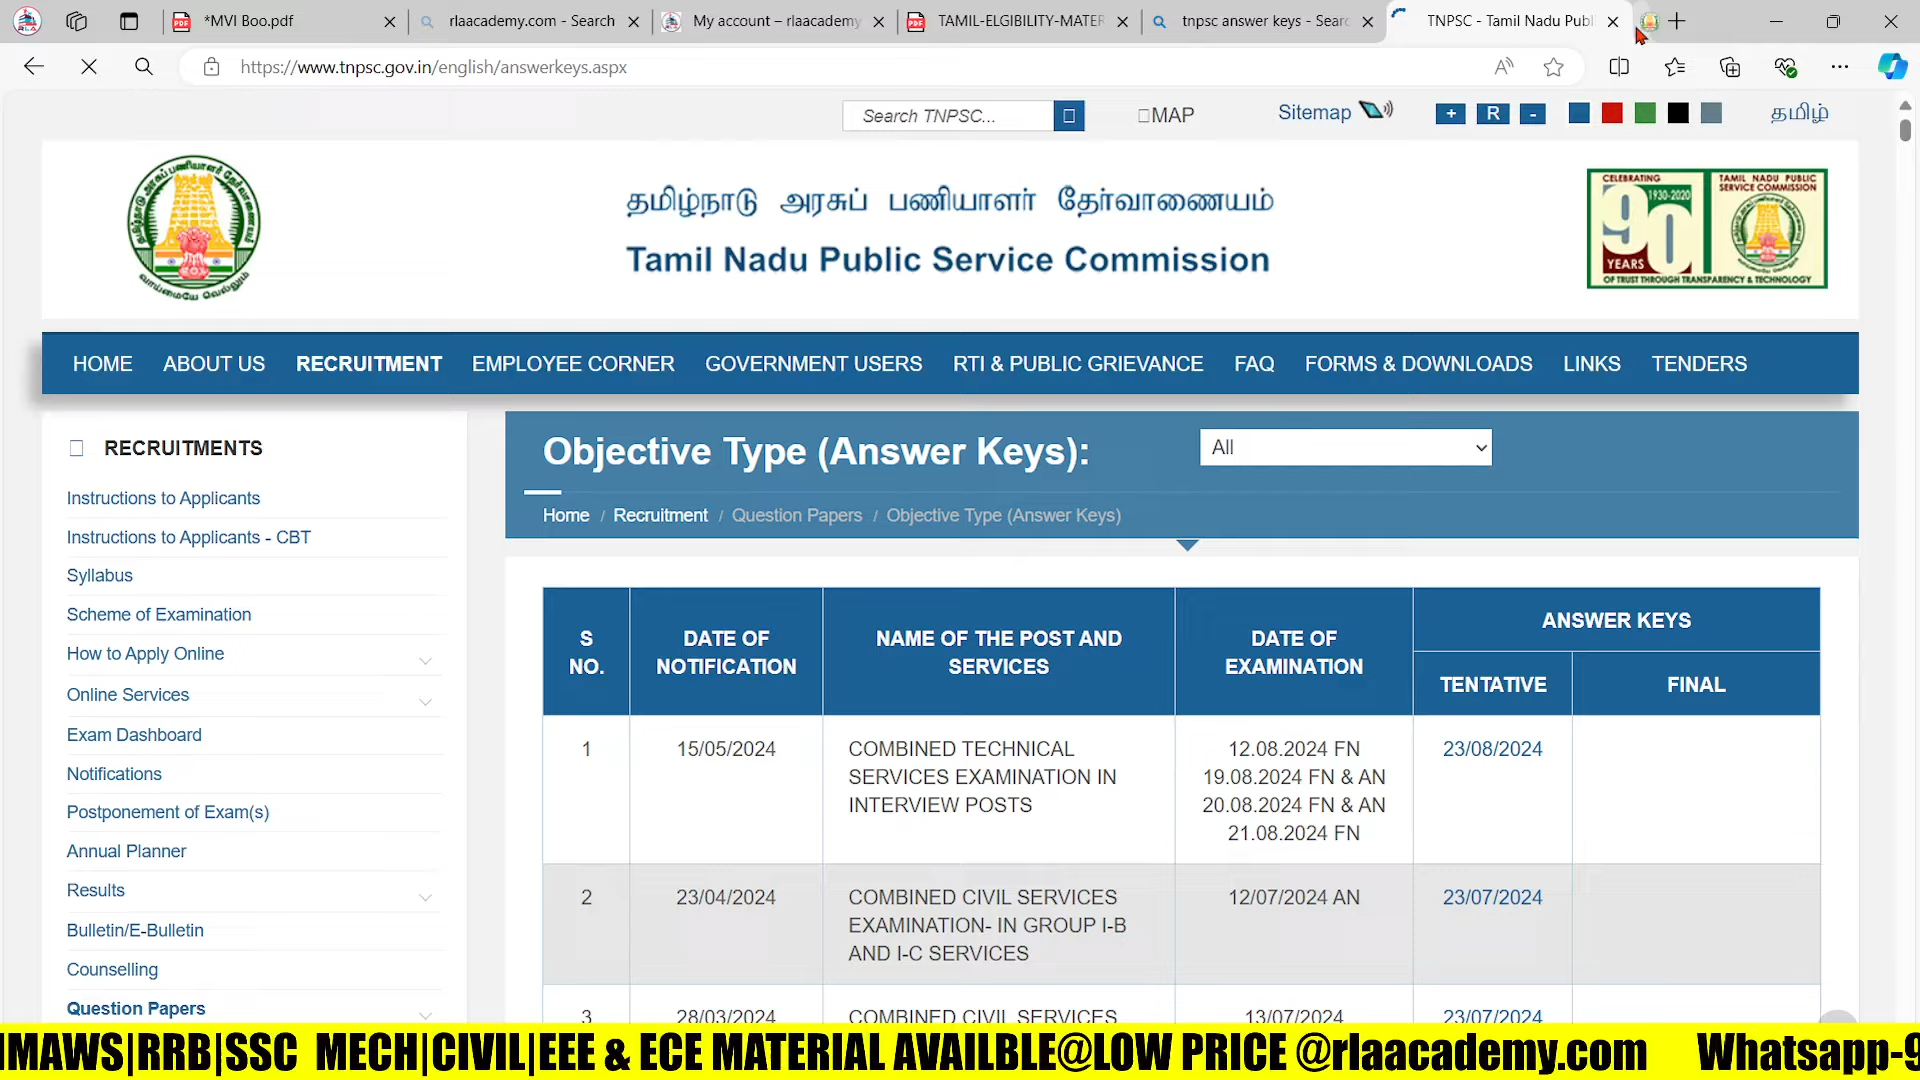 *MVI Boo.pdf
rlaacademy.com - Search
My account – rlaacademy
TAMIL-ELGIBILITY-MATER
tnpsc answer keys - Searc
TNPSC - Tamil Nadu Publ
https://www.tnpsc.gov.in/english/answerkeys.aspx
Search TNPSC...
MAP
Sitemap
+ R -
தமிழ்
தமிழ்நாடு அரசுப் பணியாளர் தேர்வாணையம்
Tamil Nadu Public Service Commission
CELEBRATING
1930-2020
90
YEARS
TAMIL NADU PUBLIC
SERVICE COMMISSION
OF TRUST THROUGH TRANSPARENCY & TECHNOLOGY
HOME ABOUT US RECRUITMENT EMPLOYEE CORNER GOVERNMENT USERS RTI & PUBLIC GRIEVANCE FAQ FORMS & DOWNLOADS LINKS TENDERS
RECRUITMENTS
Instructions to Applicants
Instructions to Applicants - CBT
Syllabus
Scheme of Examination
How to Apply Online
Online Services
Exam Dashboard
Notifications
Postponement of Exam(s)
Annual Planner
Results
Bulletin/E-Bulletin
Counselling
Question Papers
Objective Type (Answer Keys):
All
Home / Recruitment / Question Papers / Objective Type (Answer Keys)
S NO.
DATE OF NOTIFICATION
NAME OF THE POST AND SERVICES
DATE OF EXAMINATION
ANSWER KEYS
TENTATIVE
FINAL
1
15/05/2024
COMBINED TECHNICAL
SERVICES EXAMINATION IN
INTERVIEW POSTS
12.08.2024 FN
19.08.2024 FN & AN
20.08.2024 FN & AN
21.08.2024 FN
23/08/2024
2
23/04/2024
COMBINED CIVIL SERVICES
EXAMINATION- IN GROUP I-B
AND I-C SERVICES
12/07/2024 AN
23/07/2024
3
28/03/2024
COMBINED CIVIL SERVICES
13/07/2024
23/07/2024
MAWS|RRB|SSC MECH|CIVIL|EEE & ECE MATERIAL AVAILBLE@LOW PRICE @rlaacademy.com Whatsapp-9